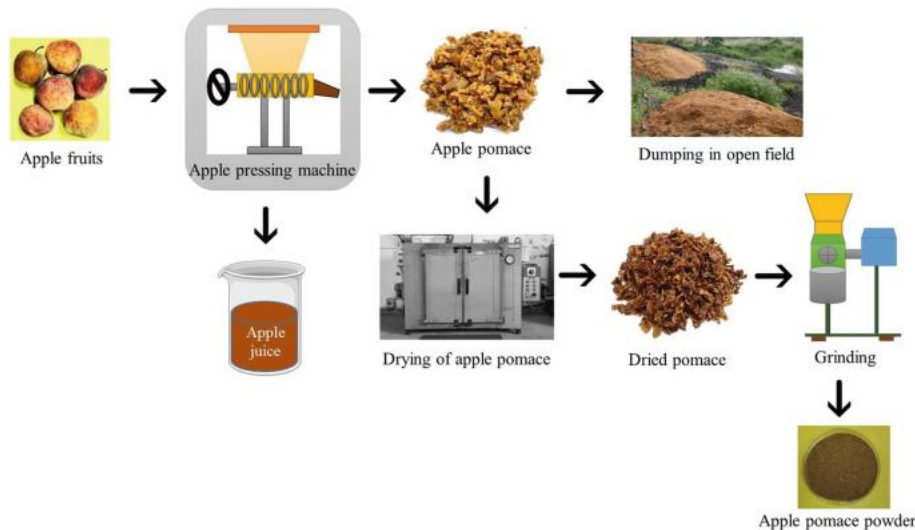 Apple fruits
Apple pressing machine
Apple pomace
Dumping in open field
Apple
juice
Drying of apple pomace
Dried pomace
Grinding
Apple pomace powder